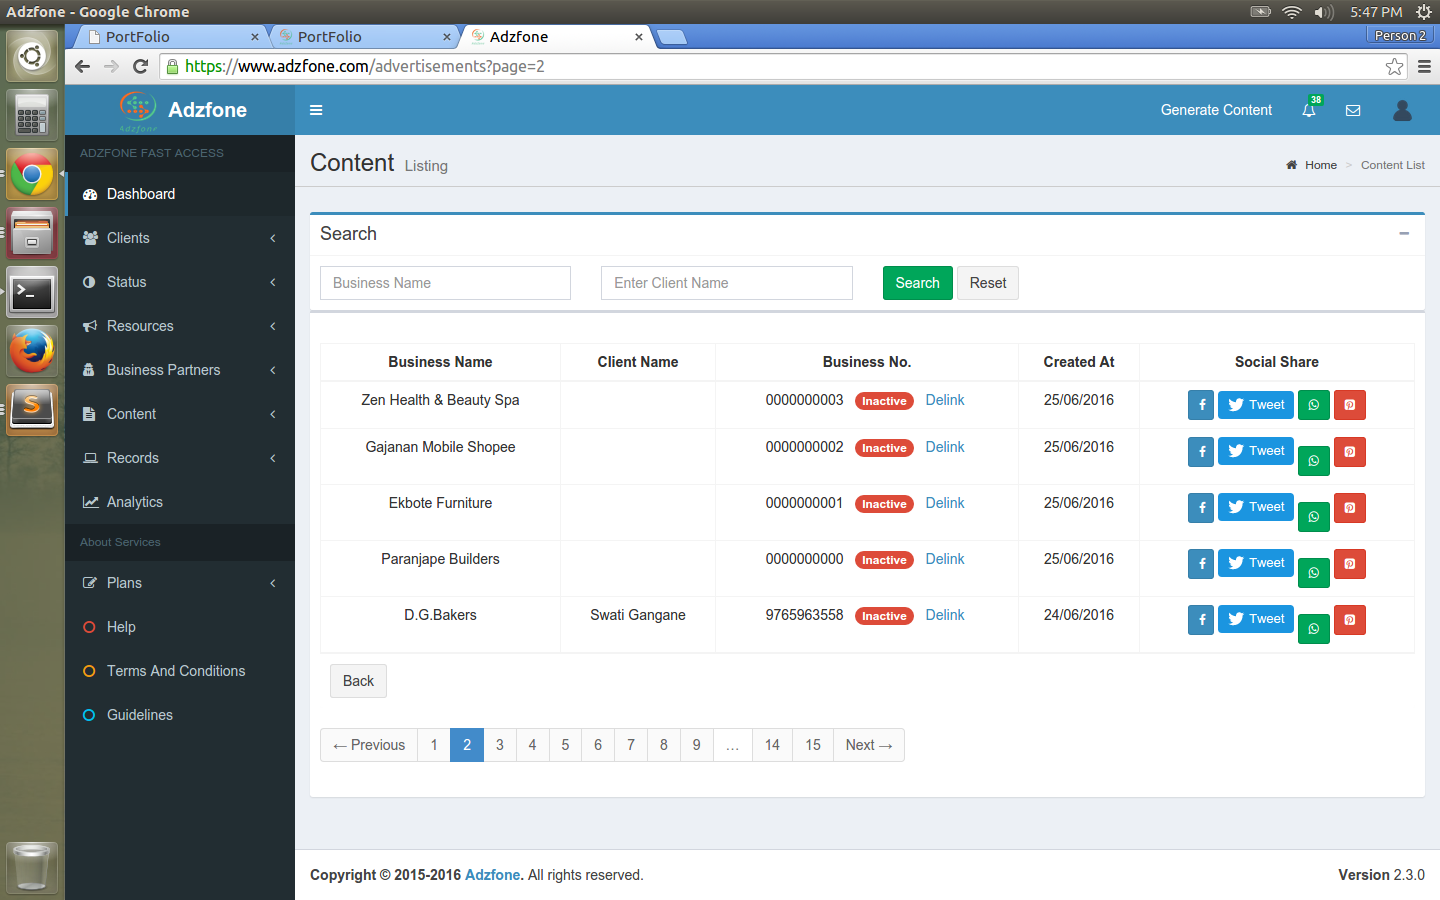 Adzfone - Google Chrome
5:47 PM
PortFolio
PortFolio
Adzfone
Person 2
https://www.adzfone.com/advertisements?page=2
Adzfone
Adzfone
Generate Content
38
ADZFONE FAST ACCESS
Dashboard
Clients
Status
Resources
Business Partners
Content
Records
Analytics
About Services
Plans
Help
Terms And Conditions
Guidelines
Content Listing
Home > Content List
Search
Business Name
Enter Client Name
Search
Reset
Business Name Client Name Business No. Created At Social Share
Zen Health & Beauty Spa 0000000003 Inactive Delink 25/06/2016 Tweet
Gajanan Mobile Shopee 0000000002 Inactive Delink 25/06/2016 Tweet
Ekbote Furniture 0000000001 Inactive Delink 25/06/2016 Tweet
Paranjape Builders 0000000000 Inactive Delink 25/06/2016 Tweet
D.G.Bakers Swati Gangane 9765963558 Inactive Delink 24/06/2016 Tweet
Back
← Previous 1 2 3 4 5 6 7 8 9 … 14 15 Next →
Copyright © 2015-2016 Adzfone. All rights reserved.
Version 2.3.0